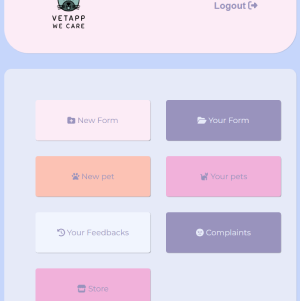 VETAPP
WE CARE
Logout
New Form
Your Form
New pet
Your pets
Your Feedbacks
Complaints
Store